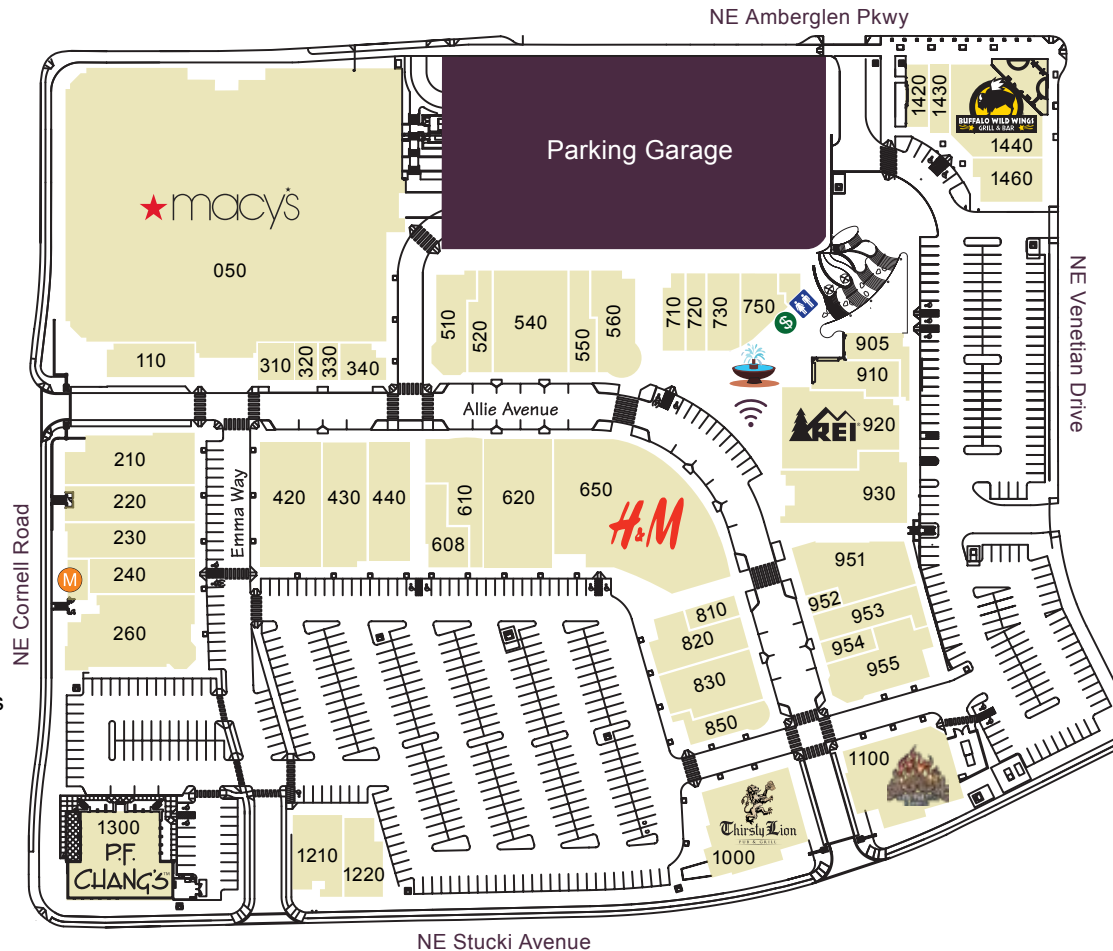 NE Amberglen Pkwy
Parking Garage
1420
1430
BUFFALO WILD WINGS
GRILL & BAR
1440
1460
macy's
050
NE Venetian Drive
510
520
540
550
560
710
720
730
750
$
905
910
REI
920
930
110
310
320
330
340
Allie Avenue
210
220
230
240
M
260
NE Cornell Road
Emma Way
420
430
440
608
610
620
650
H&M
951
952
953
954
955
810
820
830
850
1100
Thirsty Lion
PUB & GRILL
1000
1300
P.F.
CHANG'S
1210
1220
S
NE Stucki Avenue